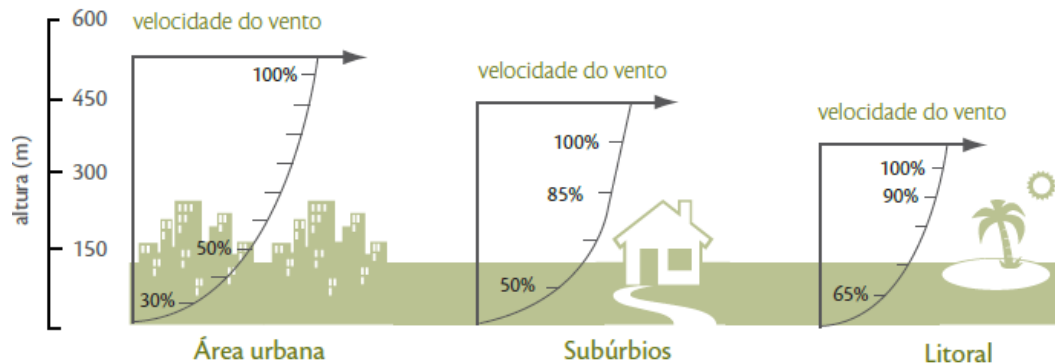 altura (m)
600
450
300
150
velocidade do vento
100%
50%
30%
Área urbana
velocidade do vento
100%
85%
50%
Subúrbios
velocidade do vento
100%
90%
65%
Litoral